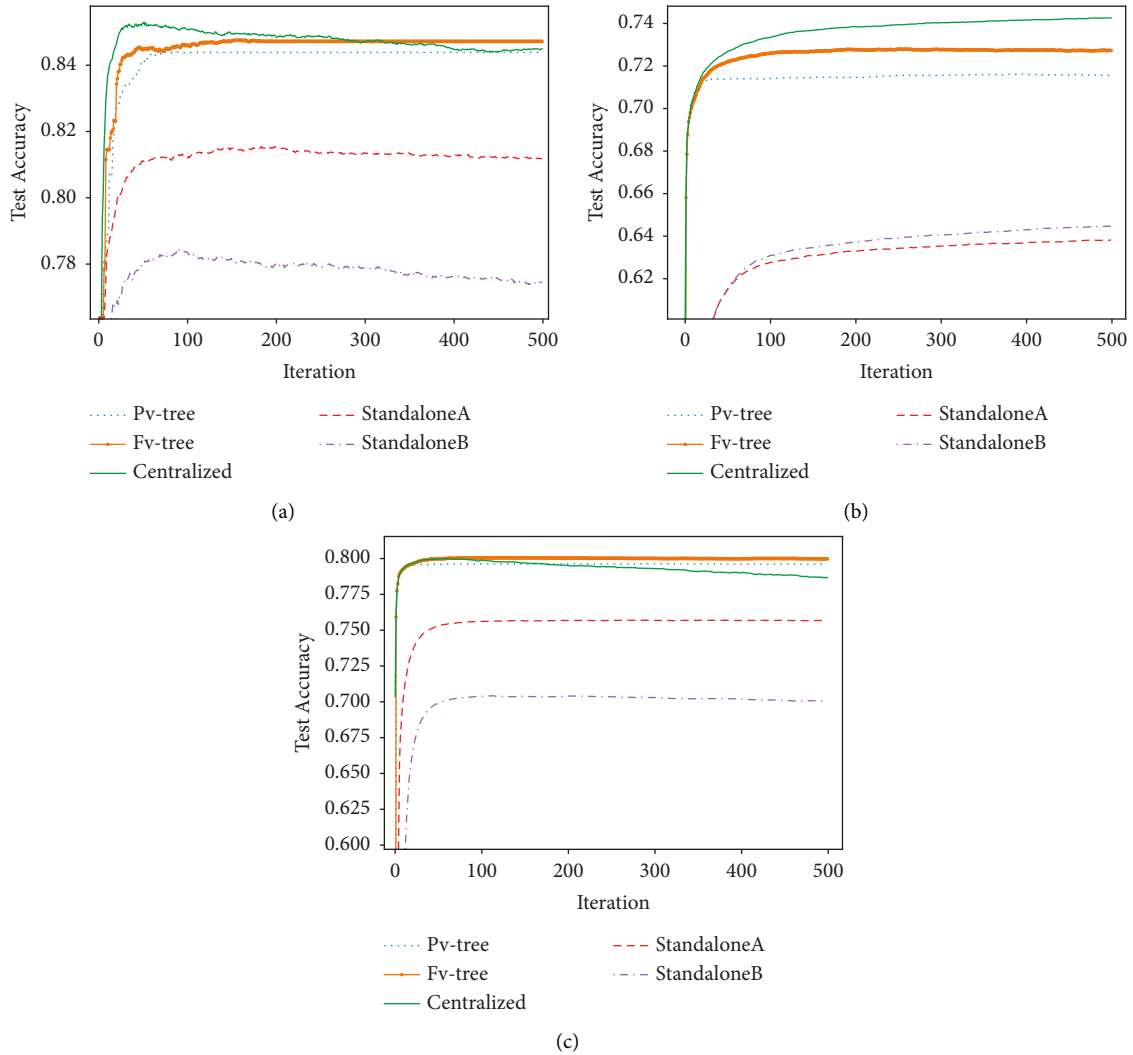 0.84
0.82
0.80
0.78
Test Accuracy
0 100 200 300 400 500
Iteration
Pv-tree
Fv-tree
Centralized
StandaloneA
StandaloneB
(a)
0.74
0.72
0.70
0.68
0.66
0.64
0.62
Test Accuracy
0 100 200 300 400 500
Iteration
Pv-tree
Fv-tree
Centralized
StandaloneA
StandaloneB
(b)
0.800
0.775
0.750
0.725
0.700
0.675
0.650
0.625
0.600
Test Accuracy
0 100 200 300 400 500
Iteration
Pv-tree
Fv-tree
Centralized
StandaloneA
StandaloneB
(c)